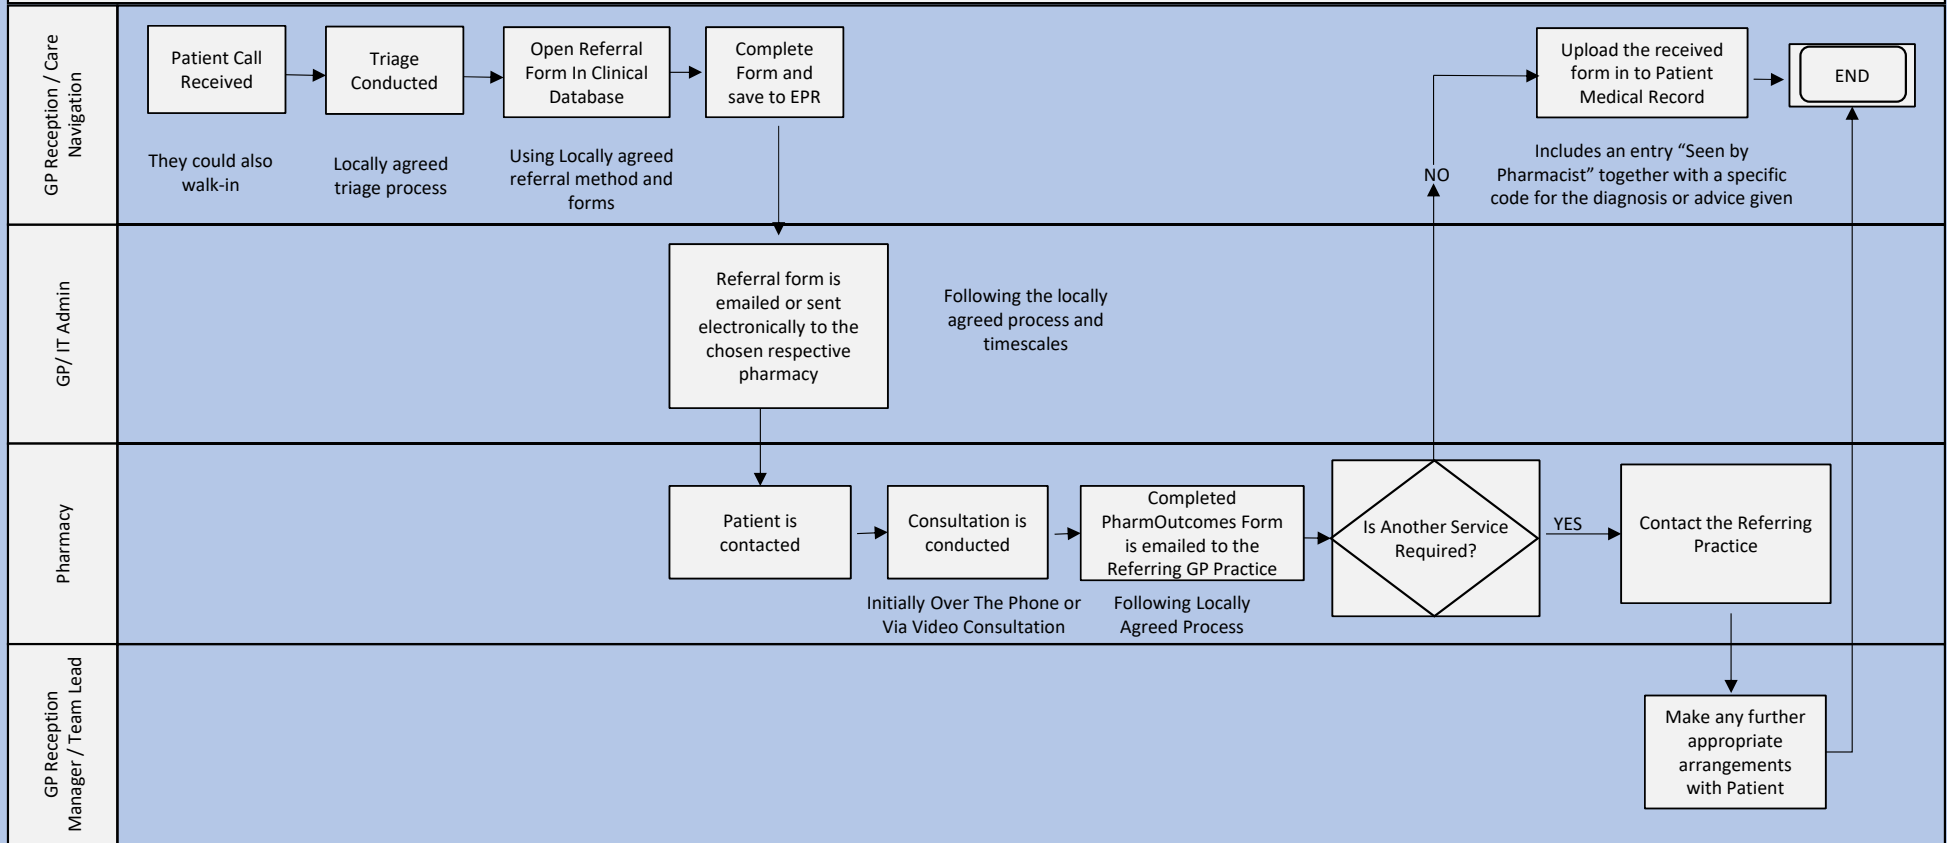 GP Reception / Care
Navigation
Patient Call
Received
They could also
walk-in
Triage
Conducted
Locally agreed
triage process
Open Referral
Form In Clinical
Database
Using Locally agreed
referral method and
forms
Complete
Form and
save to EPR
NO
Upload the received
form in to Patient
Medical Record
Includes an entry “Seen by
Pharmacist” together with a specific
code for the diagnosis or advice given
END
GP/ IT Admin
Referral form is
emailed or sent
electronically to the
chosen respective
pharmacy
Following the locally
agreed process and
timescales
Pharmacy
Patient is
contacted
Consultation is
conducted
Initially Over The Phone or
Via Video Consultation
Completed
PharmOutcomes Form
is emailed to the
Referring GP Practice
Following Locally
Agreed Process
Is Another Service
Required?
YES
Contact the Referring
Practice
GP Reception
Manager / Team Lead
Make any further
appropriate
arrangements
with Patient